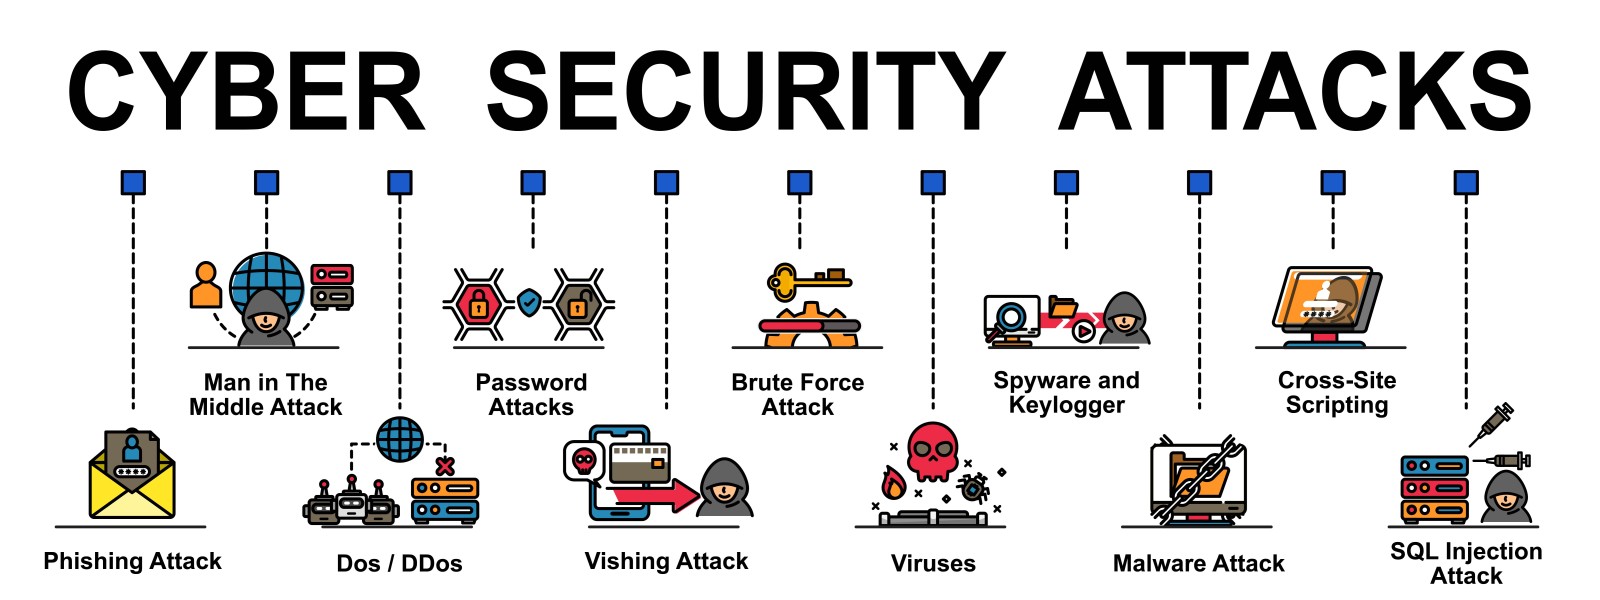 CYBER SECURITY ATTACKS
Phishing Attack
Man in The
Middle Attack
Dos / DDos
Password
Attacks
Vishing Attack
Brute Force
Attack
Viruses
Spyware and
Keylogger
Malware Attack
Cross-Site
Scripting
SQL Injection
Attack